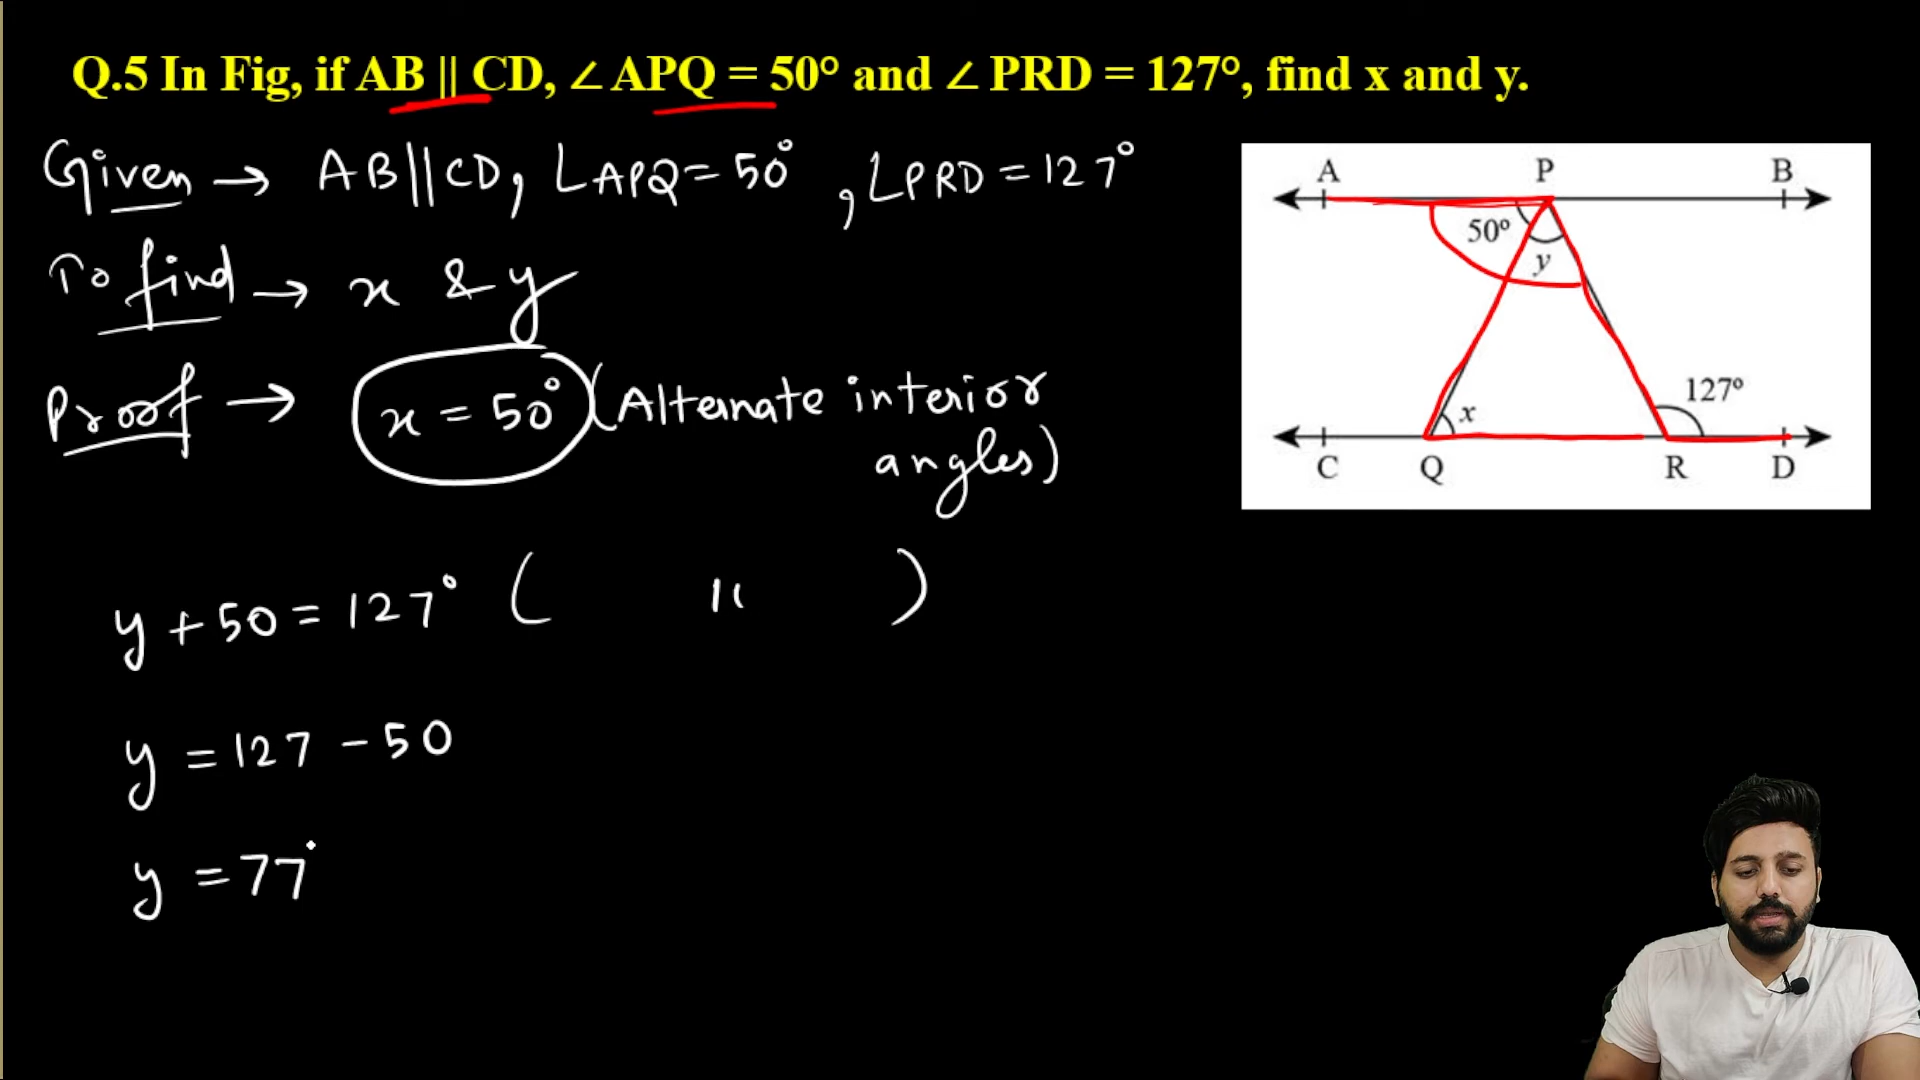 Q.5 In Fig, if AB || CD, ∠ APQ = 50° and ∠ PRD = 127°, find x and y.
Given → AB||CD, ∠APQ = 50°, ∠PRD = 127°
To find → x & y
Proof → x = 50° (Alternate interior
angles)
y + 50 = 127° ( " )
y = 127 - 50
y = 77°
A P B
50°
y
127°
x
C Q R D